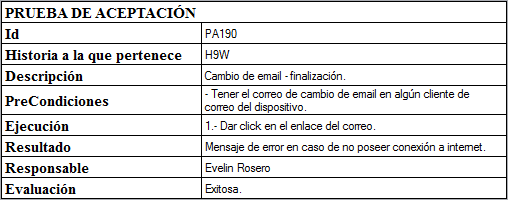 PRUEBA DE ACEPTACIÓN
Id PA190
Historia a la que pertenece H9W
Descripción Cambio de email - finalización.
PreCondiciones - Tener el correo de cambio de email en algún cliente de
correo del dispositivo.
Ejecución 1.- Dar click en el enlace del correo.
Resultado Mensaje de error en caso de no poseer conexión a internet.
Responsable Evelin Rosero
Evaluación Exitosa.